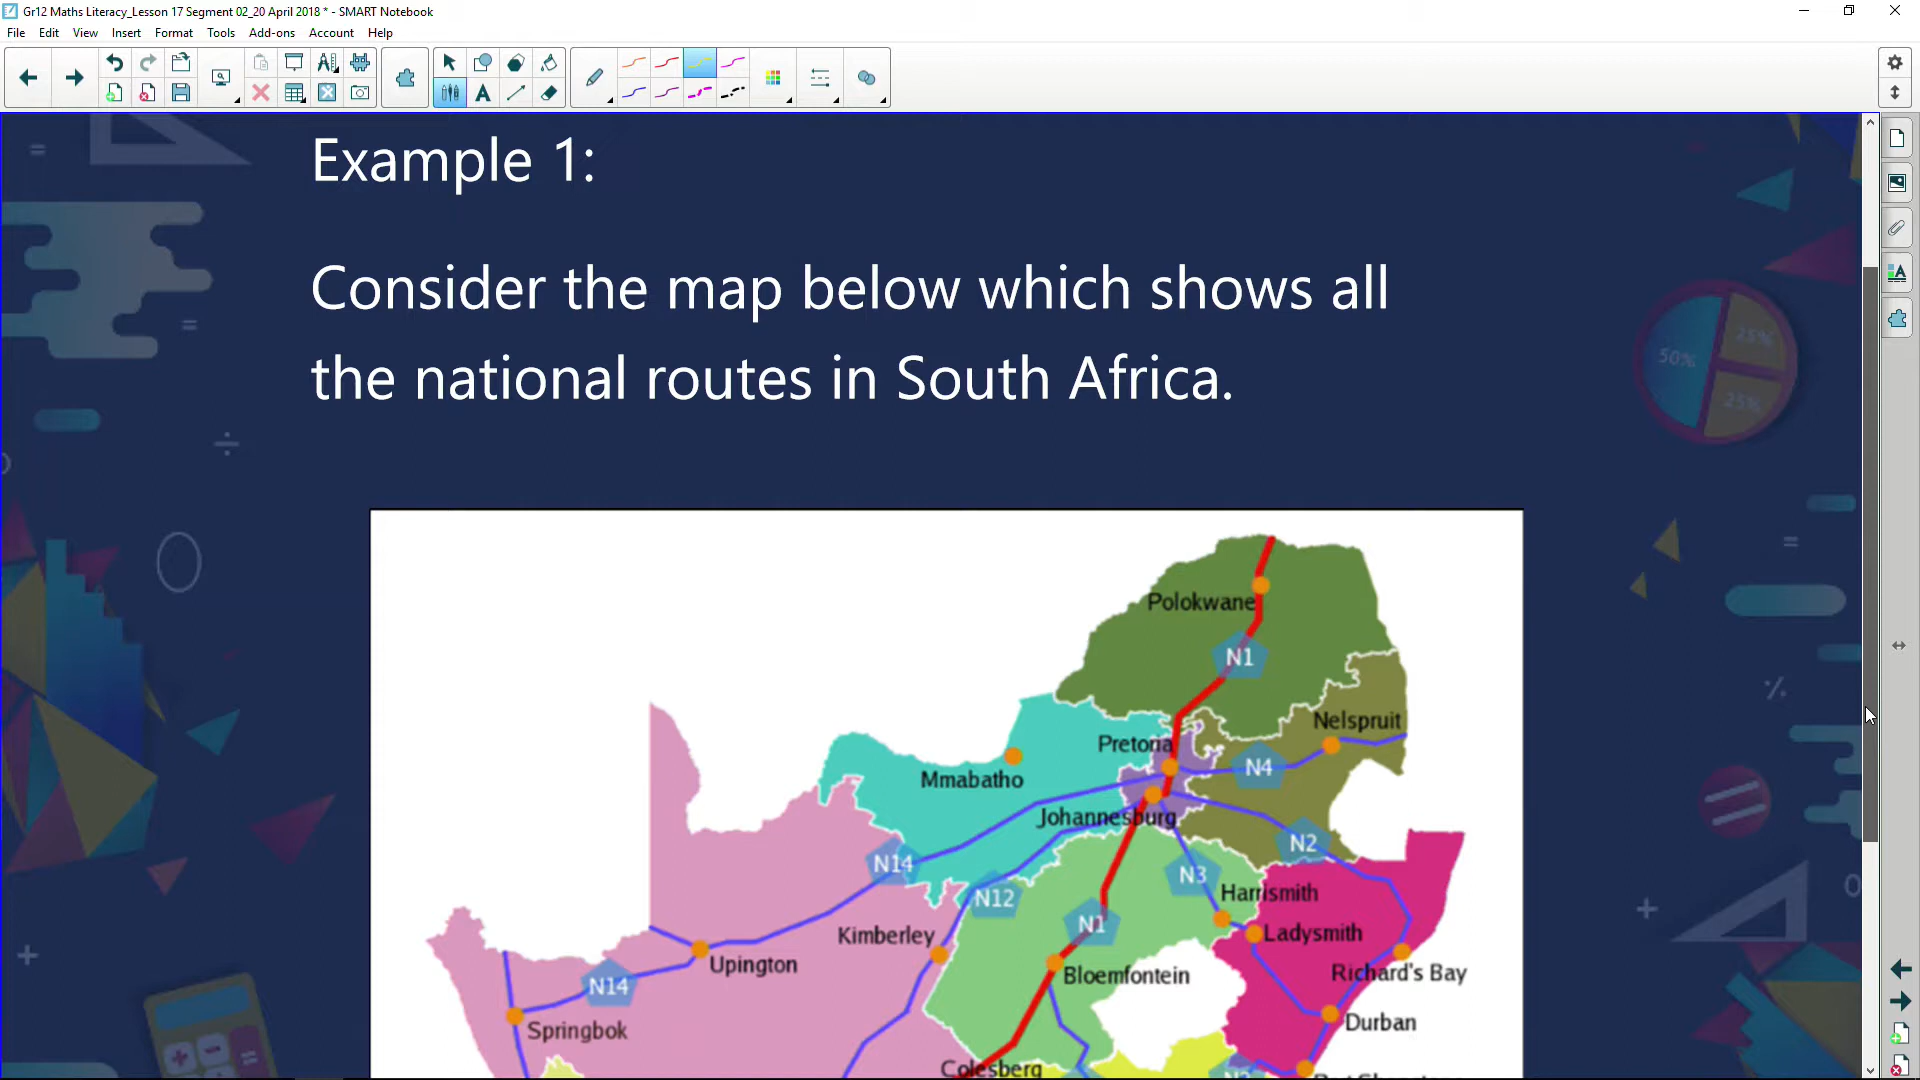 Gr12 Maths Literacy_Lesson 17 Segment 02_20 April 2018 * - SMART Notebook
File Edit View Insert Format Tools Add-ons Account Help
Example 1:
Consider the map below which shows all
the national routes in South Africa.
50%
25%
25%
Polokwane
N1
Nelspruit
Pretoria
N4
Mmabatho
Johannesburg
N2
N14
N3
Harrismith
N12
N1
Ladysmith
Kimberley
Upington
Bloemfontein
Richard's Bay
N14
Durban
Springbok
Colesberg